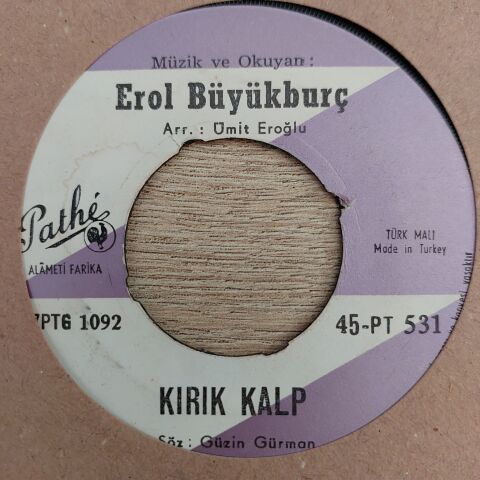 Müzik ve Okuyan :
Erol Büyükburç
Arr. : Ümit Eroğlu
Pathé
ALÂMETİ FARİKA
TÜRK MALI
Made in Turkey
7PTG 1092
45-PT 531
KIRIK KALP
Söz : Güzin Gürman
yasaktır